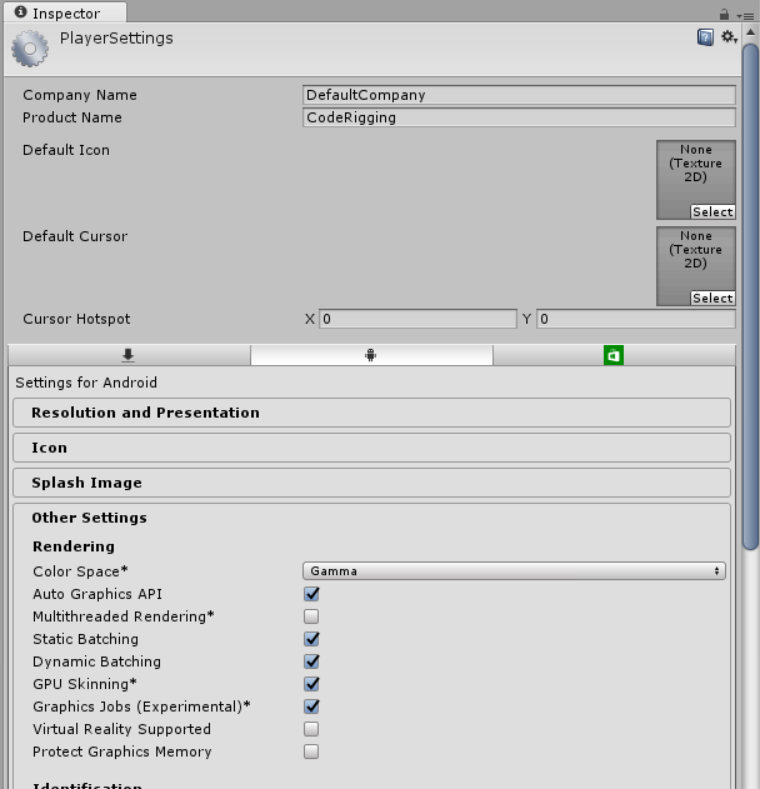 Inspector
PlayerSettings
Company Name DefaultCompany
Product Name CodeRigging
Default Icon
None
(Texture
2D)
Select
Default Cursor
None
(Texture
2D)
Select
Cursor Hotspot X 0 Y 0
Settings for Android
Resolution and Presentation
Icon
Splash Image
Other Settings
Rendering
Color Space* Gamma
Auto Graphics API
Multithreaded Rendering*
Static Batching
Dynamic Batching
GPU Skinning*
Graphics Jobs (Experimental)*
Virtual Reality Supported
Protect Graphics Memory
Identification